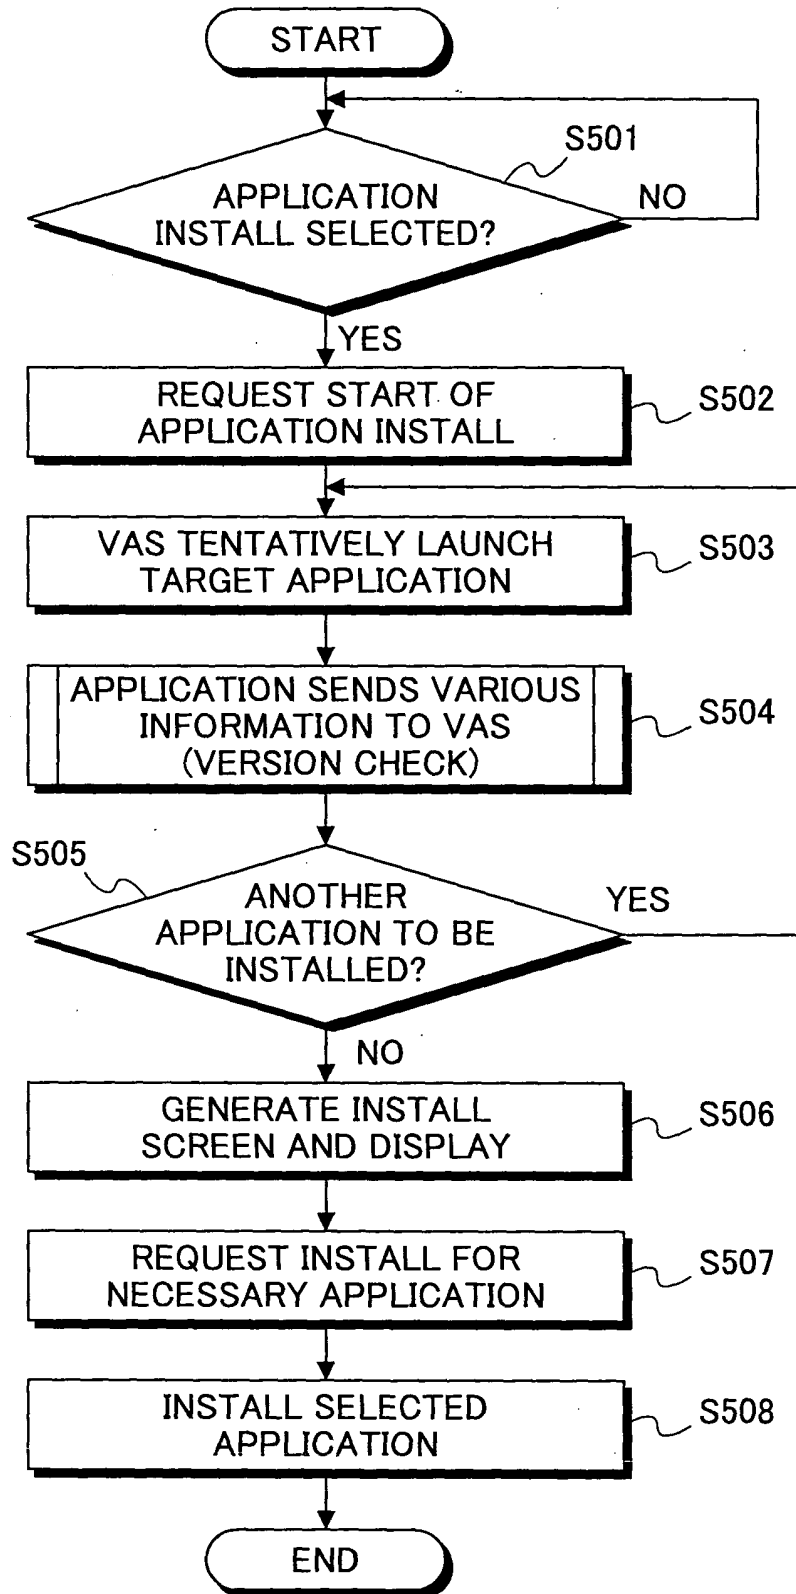 START
S501
APPLICATION
INSTALL SELECTED?
NO
YES
REQUEST START OF
APPLICATION INSTALL
S502
VAS TENTATIVELY LAUNCH
TARGET APPLICATION
S503
APPLICATION SENDS VARIOUS
INFORMATION TO VAS
(VERSION CHECK)
S504
S505
ANOTHER
APPLICATION TO BE
INSTALLED?
YES
NO
GENERATE INSTALL
SCREEN AND DISPLAY
S506
REQUEST INSTALL FOR
NECESSARY APPLICATION
S507
INSTALL SELECTED
APPLICATION
S508
END